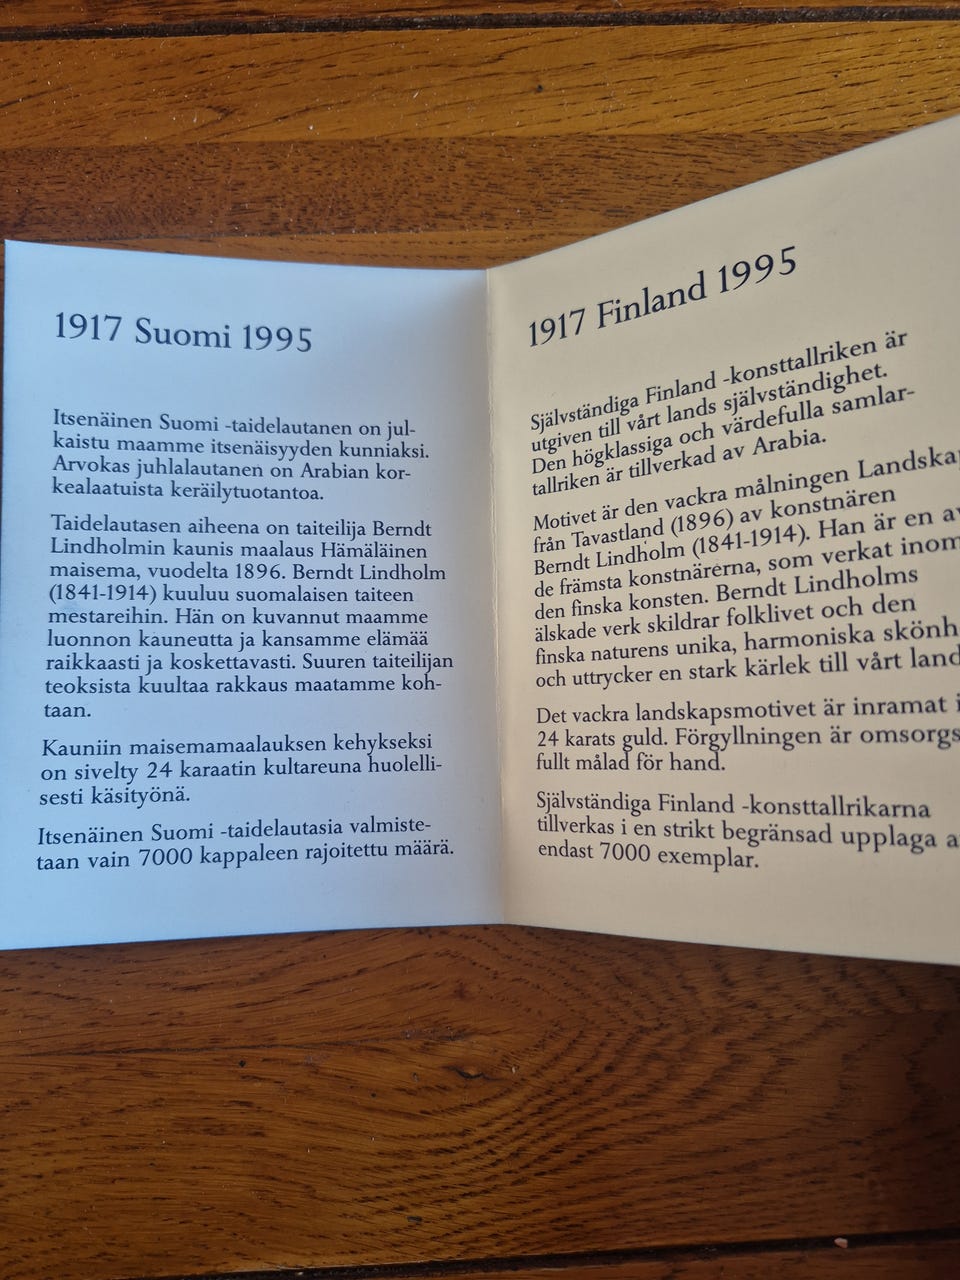 1917 Suomi 1995
Itsenäinen Suomi -taidelautanen on jul-
kaistu maamme itsenäisyyden kunniaksi.
Arvokas juhlalautanen on Arabian kor-
kealaatuista keräilytuotantoa.
Taidelautasen aiheena on taiteilija Berndt
Lindholmin kaunis maalaus Hämäläinen
maisema, vuodelta 1896. Berndt Lindholm
(1841-1914) kuuluu suomalaisen taiteen
mestareihin. Hän on kuvannut maamme
luonnon kauneutta ja kansamme elämää
raikkaasti ja koskettavasti. Suuren taiteilijan
teoksista kuultaa rakkaus maatamme koh-
taan.
Kauniin maisemamaalauksen kehykseksi
on sivelty 24 karaatin kultareuna huolelli-
sesti käsityönä.
Itsenäinen Suomi -taidelautasia valmiste-
taan vain 7000 kappaleen rajoitettu määrä.
1917 Finland 1995
Självständiga Finland -konsttallriken är
utgiven till vårt lands självständighet.
Den högklassiga och värdefulla samlar-
tallriken är tillverkad av Arabia.
Motivet är den vackra målningen Landskap
från Tavastland (1896) av konstnären
Berndt Lindholm (1841-1914). Han är en av
de främsta konstnärerna, som verkat inom
den finska konsten. Berndt Lindholms
älskade verk skildrar folklivet och den
finska naturens unika, harmoniska skönh
och uttrycker en stark kärlek till vårt land
Det vackra landskapsmotivet är inramat i
24 karats guld. Förgyllningen är omsorgs
fullt målad för hand.
Självständiga Finland -konsttallrikarna
tillverkas i en strikt begränsad upplaga a
endast 7000 exemplar.